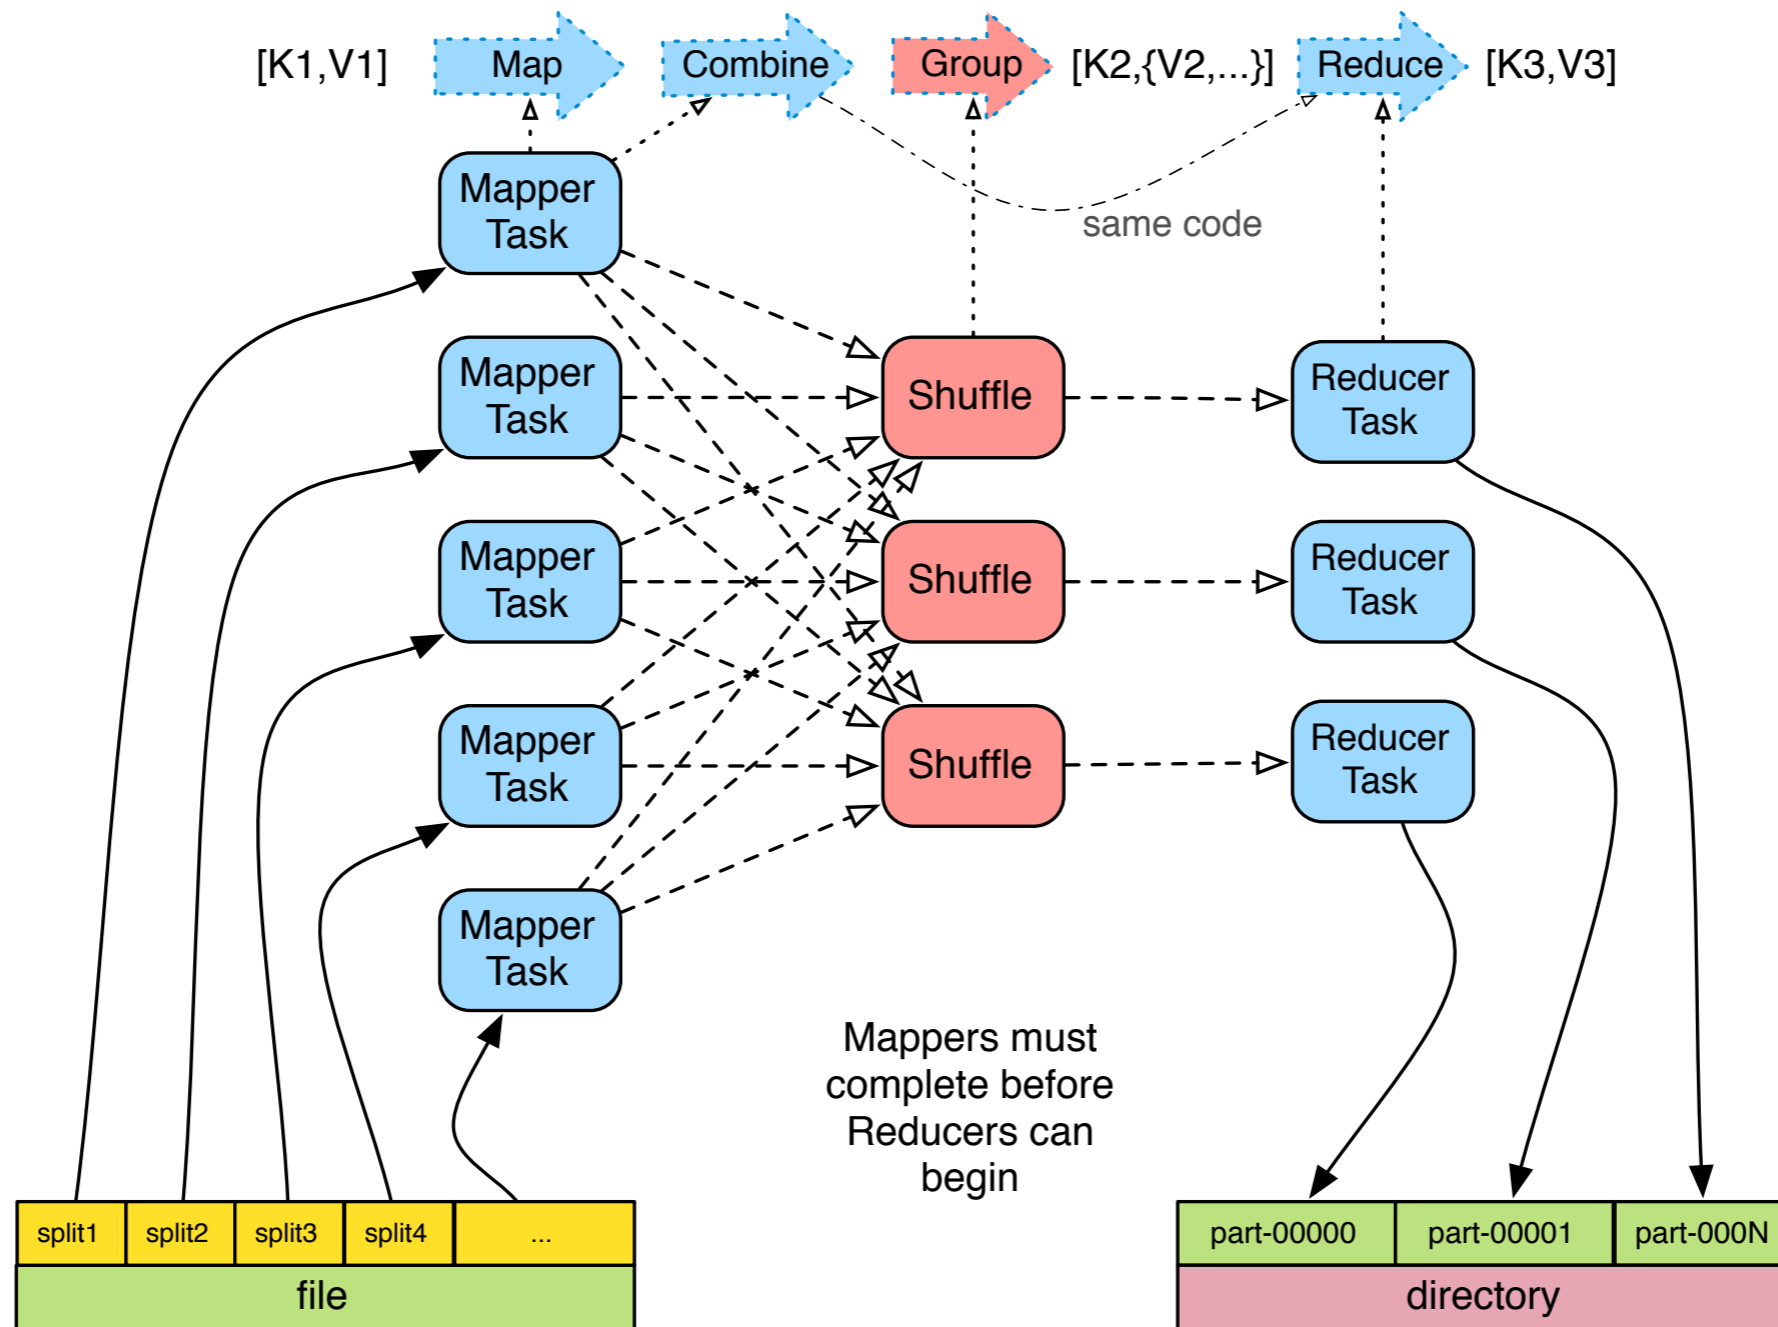 [K1,V1]
Map
Combine
Group
[K2,{V2,...}]
Reduce
[K3,V3]
same code
Mapper
Task
Mapper
Task
Mapper
Task
Mapper
Task
Mapper
Task
Shuffle
Shuffle
Shuffle
Reducer
Task
Reducer
Task
Reducer
Task
Mappers must
complete before
Reducers can
begin
split1
split2
split3
split4
...
file
part-00000
part-00001
part-000N
directory